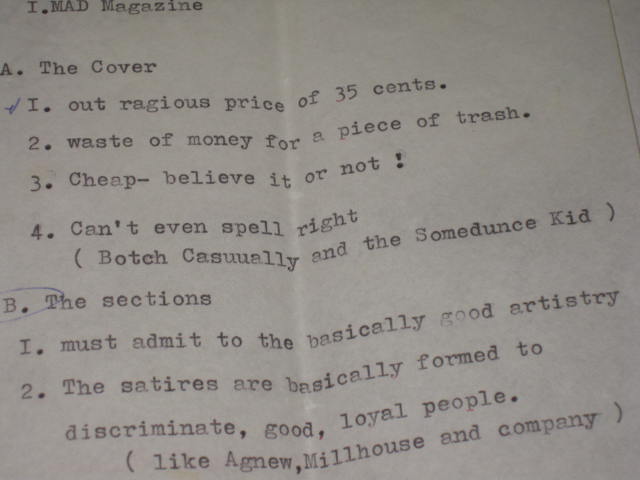 I.MAD Magazine
A. The Cover
I. out ragious price of 35 cents.
2. waste of money for a piece of trash.
3. Cheap- believe it or not !
4. Can't even spell right
( Botch Casuually and the Somedunce Kid )
B. The sections
I. must admit to the basically good artistry
2. The satires are basically formed to
discriminate, good, loyal people.
( like Agnew,Millhouse and company )